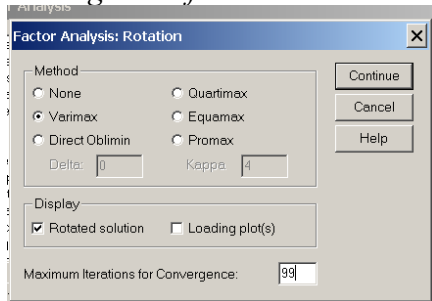 Analysis
Factor Analysis: Rotation
Method
None
Quartimax
Varimax
Equamax
Direct Oblimin
Promax
Delta: 0
Kappa 4
Display
Rotated solution
Loading plot(s)
Maximum Iterations for Convergence: 99
Continue
Cancel
Help